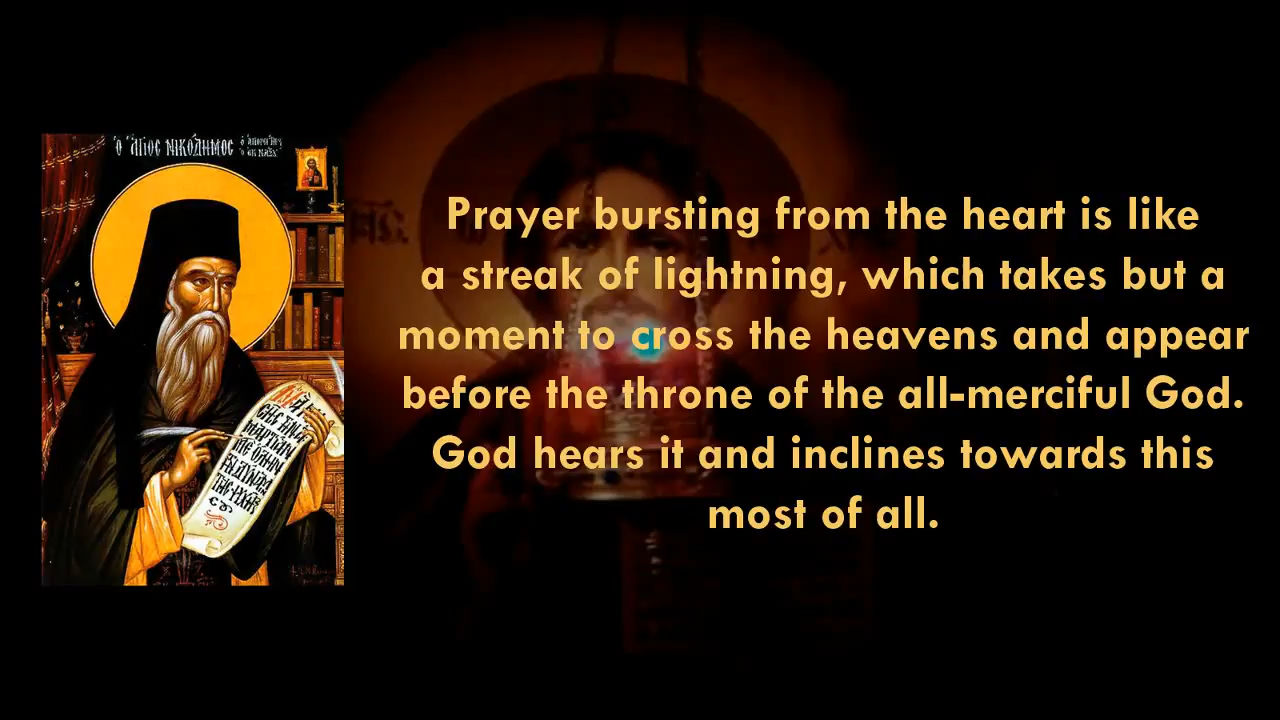 ὁ ἍΓΙΟΣ ΝΙΚΌΔΗΜΟΣ
Prayer bursting from the heart is like
a streak of lightning, which takes but a
moment to cross the heavens and appear
before the throne of the all-merciful God.
God hears it and inclines towards this
most of all.